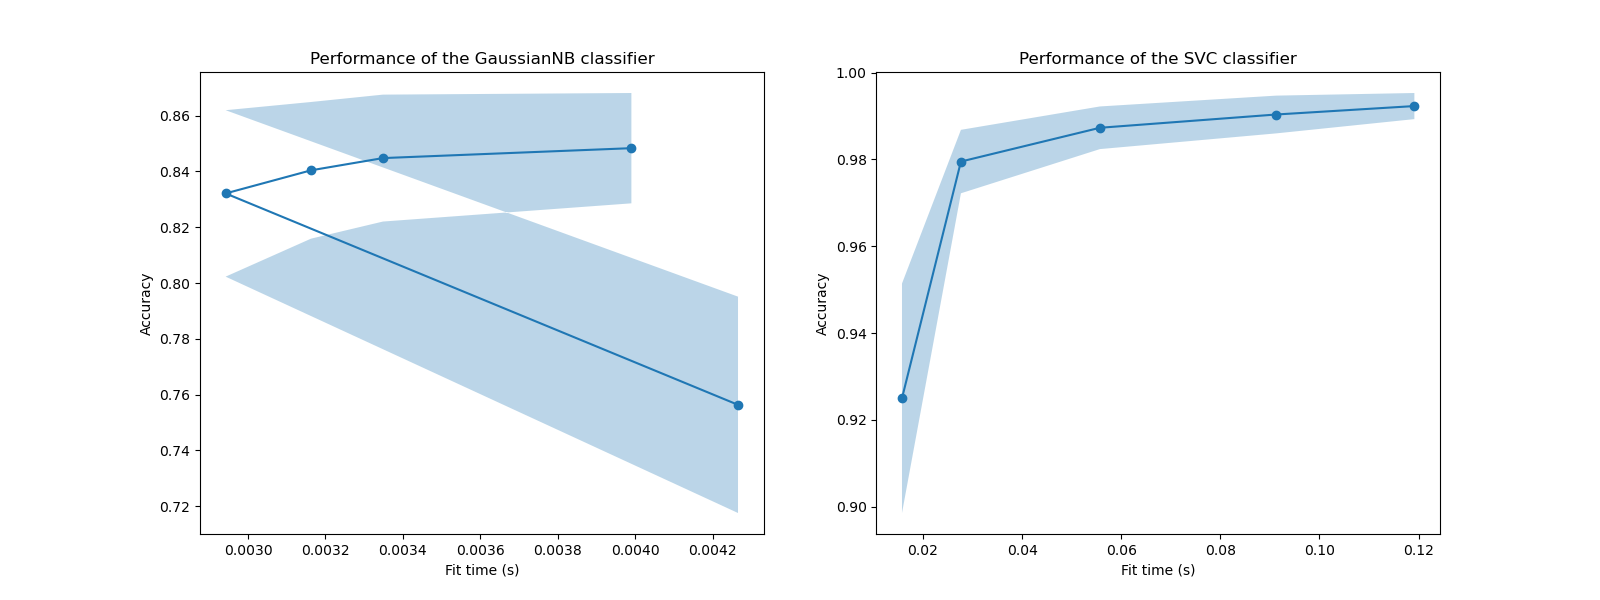 Performance of the GaussianNB classifier
0.86
0.84
0.82
0.80
0.78
0.76
0.74
0.72
Accuracy
0.0030 0.0032 0.0034 0.0036 0.0038 0.0040 0.0042
Fit time (s)
Performance of the SVC classifier
1.00
0.98
0.96
0.94
0.92
0.90
Accuracy
0.02 0.04 0.06 0.08 0.10 0.12
Fit time (s)